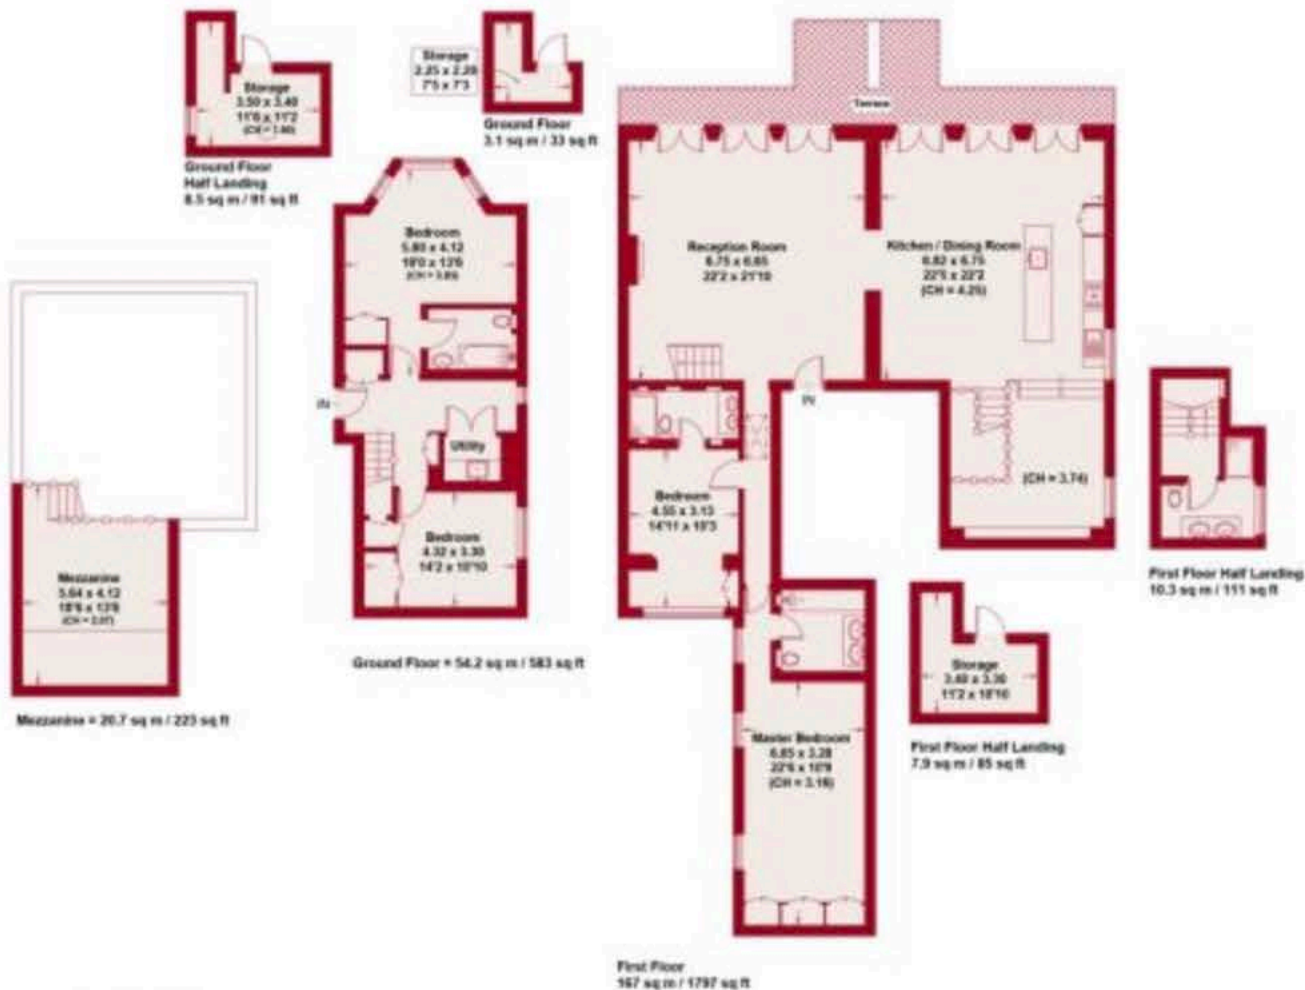 Storage
3.50 x 3.40
11'6 x 11'2
Ground Floor
Half Landing
8.5 sq m / 91 sq ft
Storage
2.25 x 2.20
7'5 x 7'3
Ground Floor
3.1 sq m / 33 sq ft
Bedroom
5.80 x 4.12
(CH =
IN
Utility
Bedroom
4.32 x 3.30
14'2 x 10'10
Ground Floor = 54.2 sq m / 583 sq ft
Mezzanine
5.64 x 4.12
18'6 x 13'6
(CH =
Mezzanine = 20.7 sq m / 223 sq ft
Terrace
Reception Room
6.75 x 6.65
22'2 x 21'10
Kitchen / Dining Room
6.82 x 6.75
22'5 x 22'2
(CH = 4.25)
IN
(CH = 3.74)
Bedroom
4.55 x 3.13
14'11 x 10'3
Master Bedroom
6.85 x 3.28
22'6 x 10'9
(CH = 3.16)
First Floor
167 sq m / 1797 sq ft
First Floor Half Landing
10.3 sq m / 111 sq ft
Storage
3.40 x 3.30
11'2 x 10'10
First Floor Half Landing
7.9 sq m / 85 sq ft